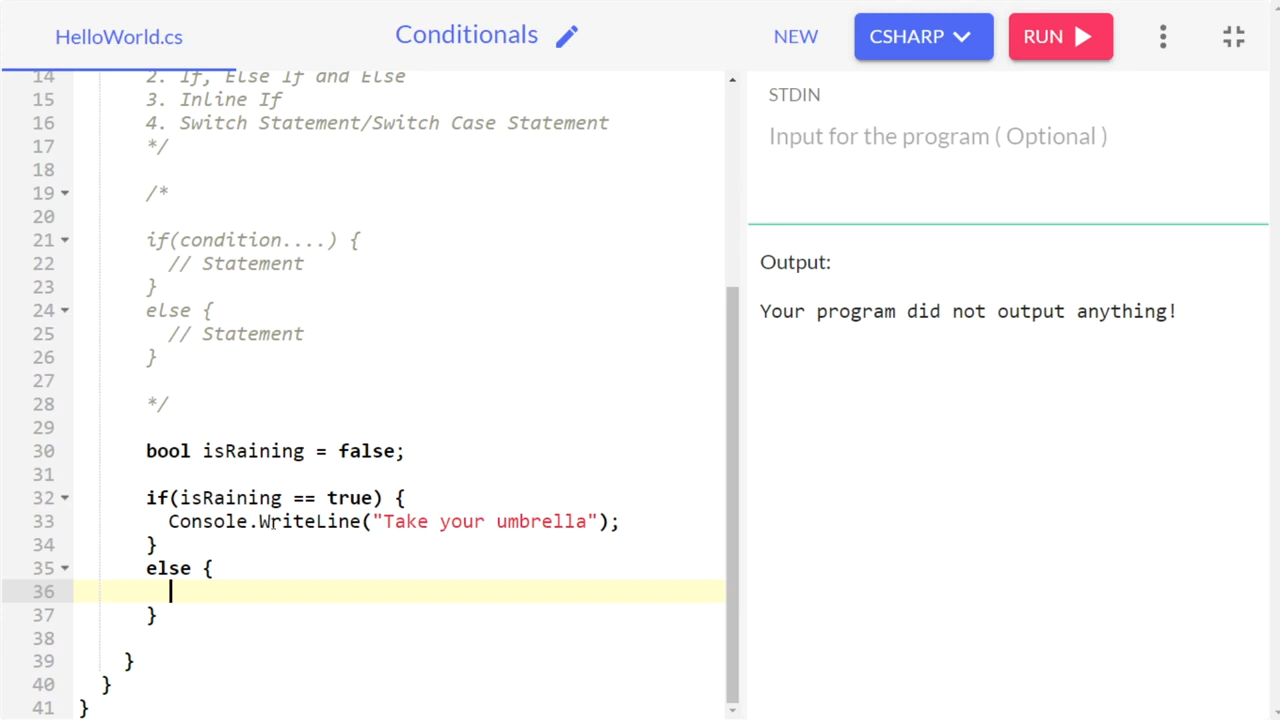 HelloWorld.cs
Conditionals
NEW
CSHARP
RUN
14 2. If, Else If and Else
15 3. Inline If
16 4. Switch Statement/Switch Case Statement
17 */
18
19 /*
20
21 if(condition....) {
22 // Statement
23 }
24 else {
25 // Statement
26 }
27
28 */
29
30 bool isRaining = false;
31
32 if(isRaining == true) {
33 Console.WriteLine("Take your umbrella");
34 }
35 else {
36
37 }
38
39 }
40 }
41 }
STDIN
Input for the program ( Optional )
Output:
Your program did not output anything!